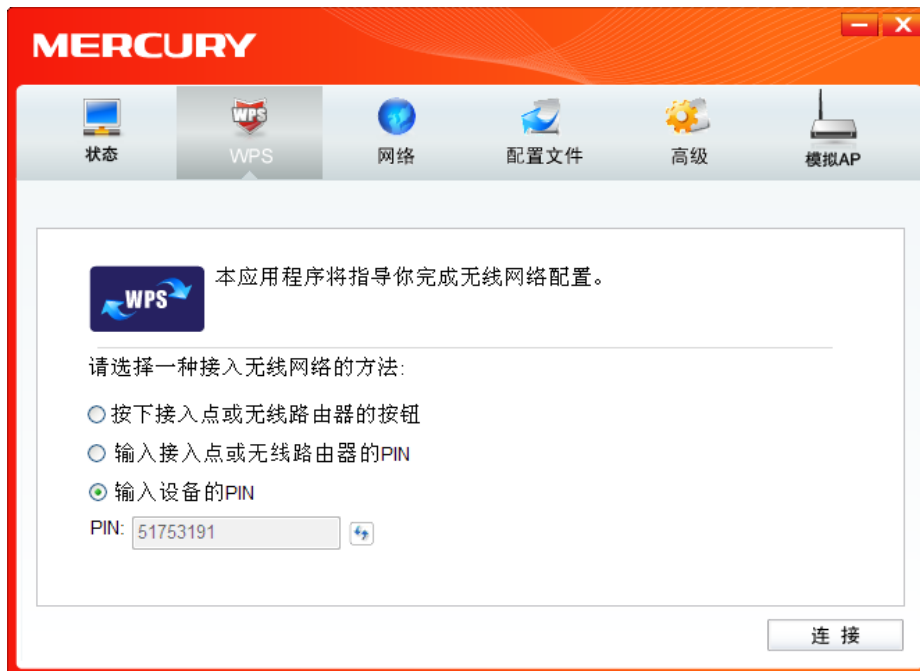 MERCURY
状态
WPS
WPS
网络
配置文件
高级
模拟AP
WPS
本应用程序将指导你完成无线网络配置。
请选择一种接入无线网络的方法:
按下接入点或无线路由器的按钮
输入接入点或无线路由器的PIN
输入设备的PIN
PIN: 51753191
连 接